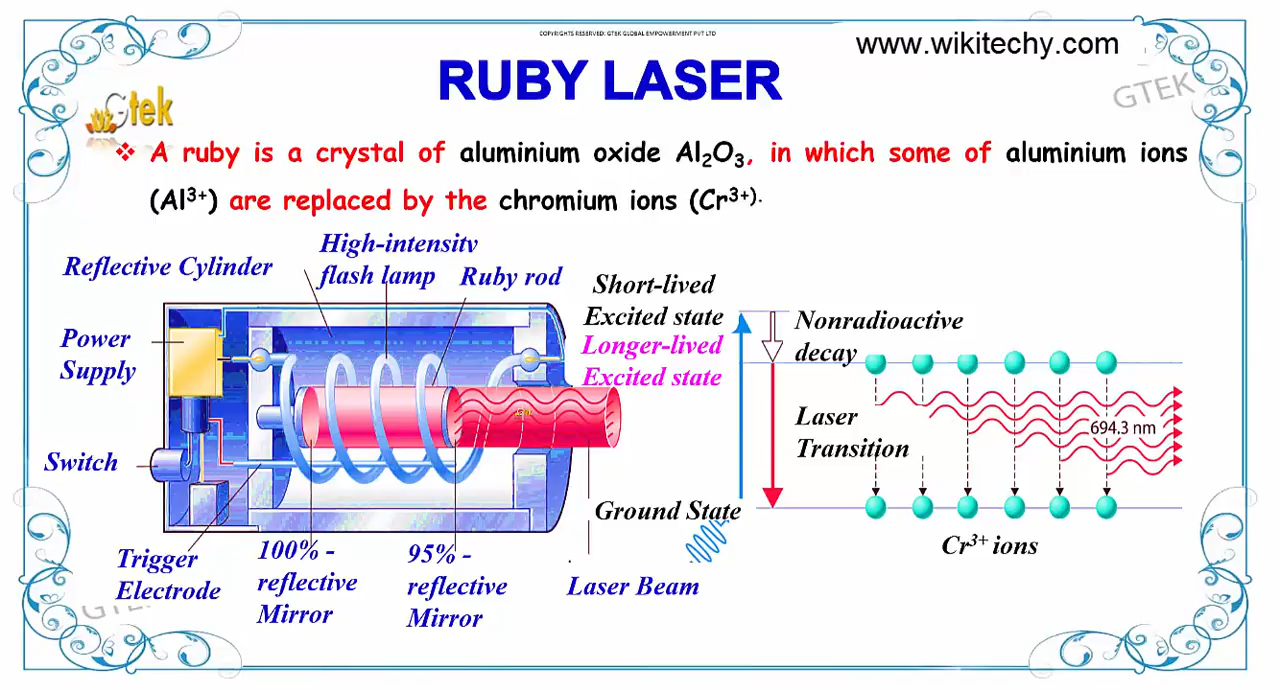 COPYRIGHTS RESERVED. GTEK GLOBAL EMPOWERMENT PVT LTD
www.wikitechy.com
RUBY LASER
GTEK
Gtek
❖ A ruby is a crystal of aluminium oxide Al₂O₃, in which some of aluminium ions
(Al³⁺) are replaced by the chromium ions (Cr³⁺).
High-intensity
flash lamp
Reflective Cylinder
Ruby rod
Short-lived
Excited state
Longer-lived
Excited state
Nonradioactive
decay
Power
Supply
Laser
Transition
694.3 nm
Switch
Ground State
Cr³⁺ ions
Trigger
Electrode
100% -
reflective
Mirror
95% -
reflective
Mirror
Laser Beam
GTEK